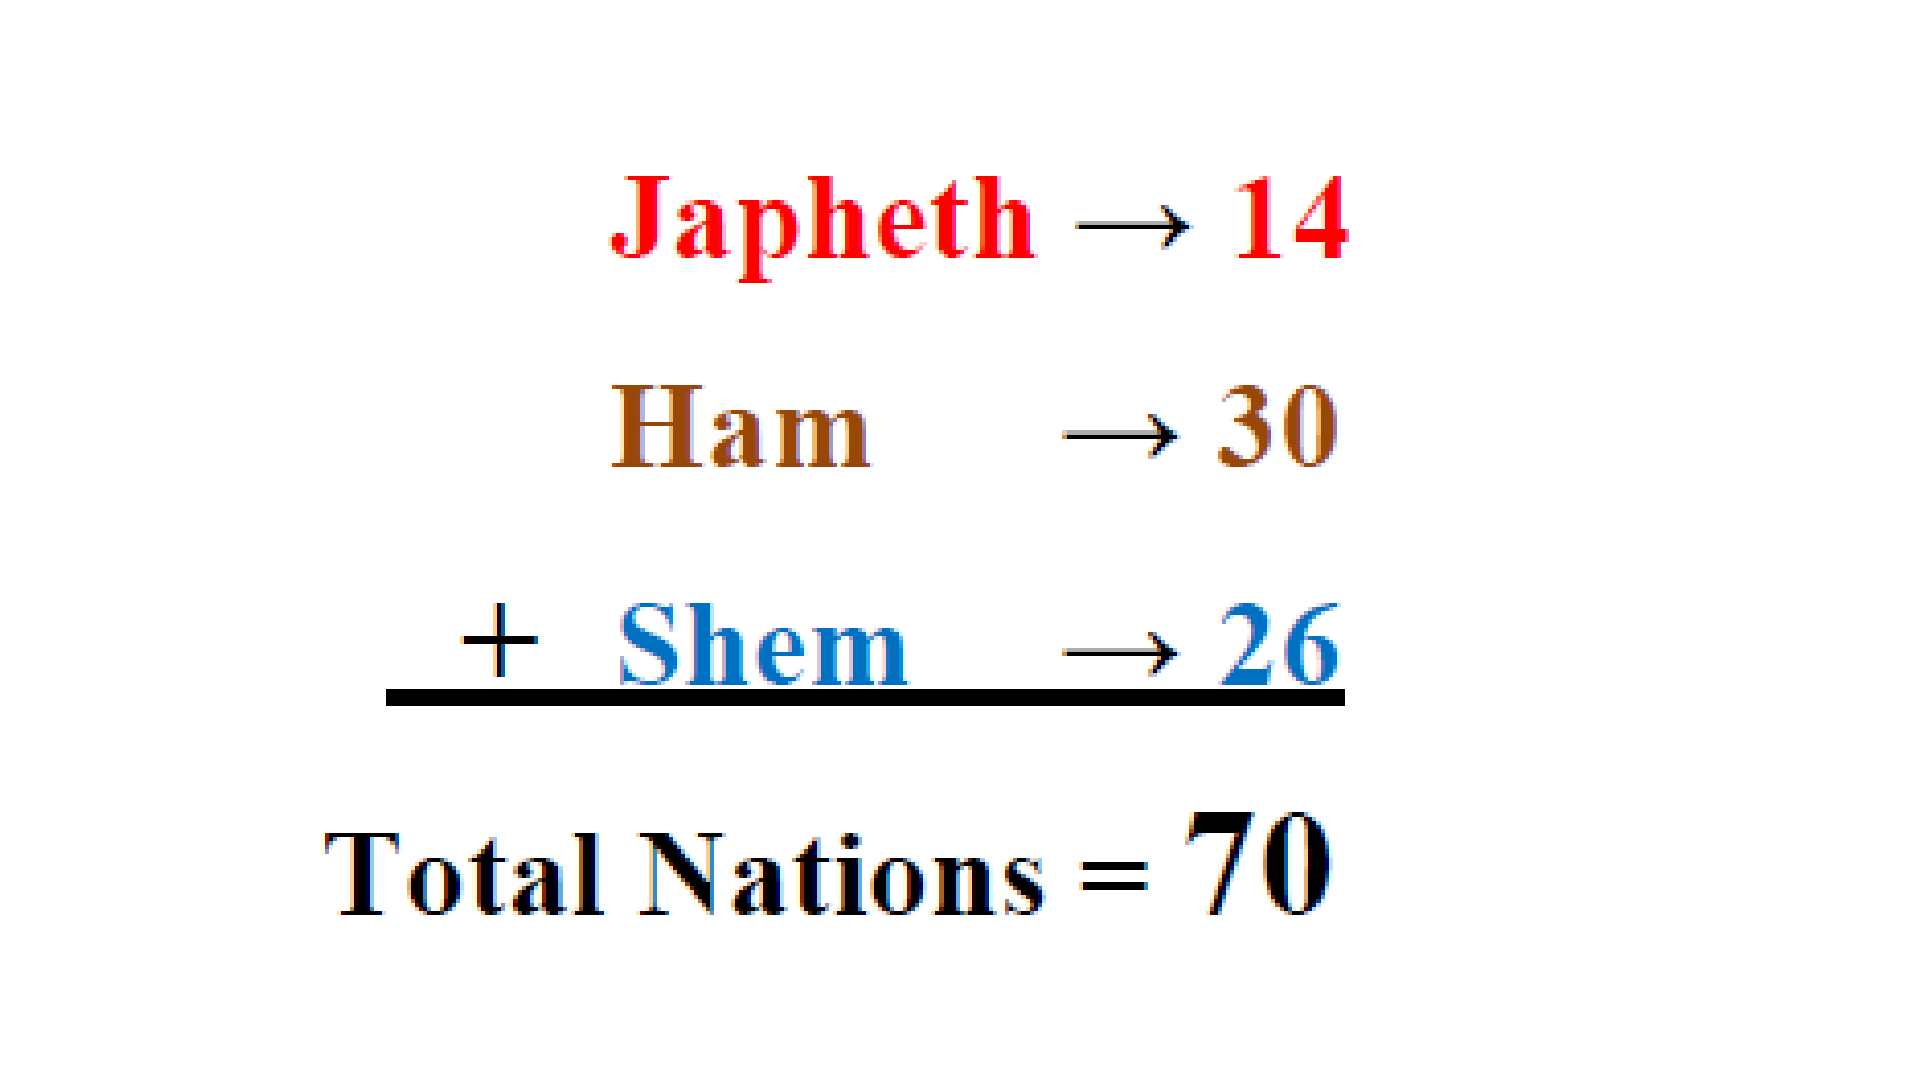 Japheth → 14
Ham → 30
+ Shem → 26
Total Nations = 70